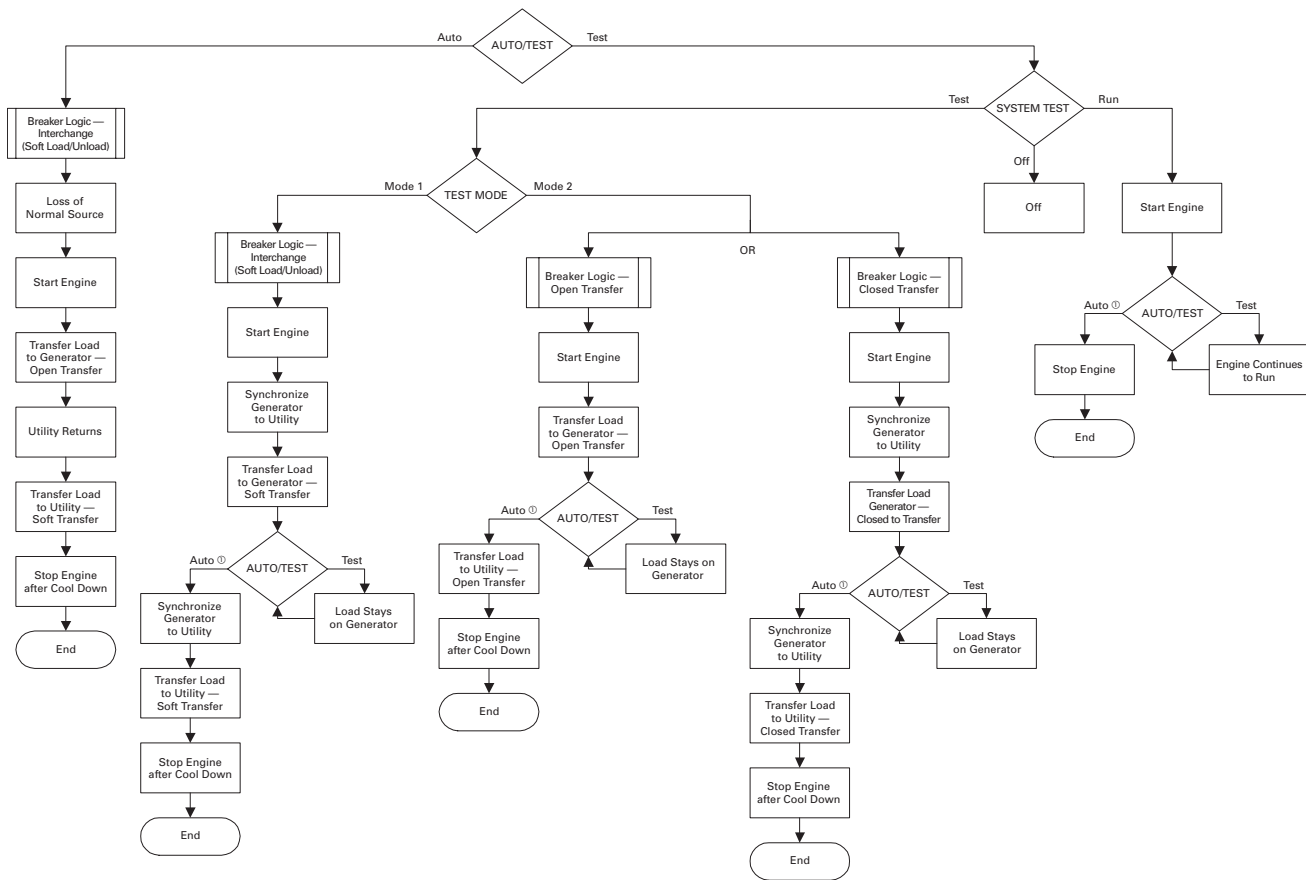 Auto
AUTO/TEST
Test
Test
SYSTEM TEST
Run
Off
Off
Breaker Logic —
Interchange
(Soft Load/Unload)
Loss of
Normal Source
Start Engine
Transfer Load
to Generator —
Open Transfer
Utility Returns
Transfer Load
to Utility —
Soft Transfer
Stop Engine
after Cool Down
End
Mode 1
TEST MODE
Mode 2
OR
Breaker Logic —
Interchange
(Soft Load/Unload)
Start Engine
Synchronize
Generator
to Utility
Transfer Load
to Generator —
Soft Transfer
Auto ①
AUTO/TEST
Test
Load Stays
on Generator
Synchronize
Generator
to Utility
Transfer Load
to Utility —
Soft Transfer
Stop Engine
after Cool Down
End
Breaker Logic —
Open Transfer
Start Engine
Transfer Load
to Generator —
Open Transfer
Auto ①
AUTO/TEST
Test
Load Stays on
Generator
Transfer Load
to Utility —
Open Transfer
Stop Engine
after Cool Down
End
Breaker Logic —
Closed Transfer
Start Engine
Synchronize
Generator
to Utility
Transfer Load
Generator —
Closed to Transfer
Auto ①
AUTO/TEST
Test
Load Stays
on Generator
Synchronize
Generator
to Utility
Transfer Load
to Utility —
Closed Transfer
Stop Engine
after Cool Down
End
Start Engine
Auto ①
AUTO/TEST
Test
Stop Engine
Engine Continues
to Run
End